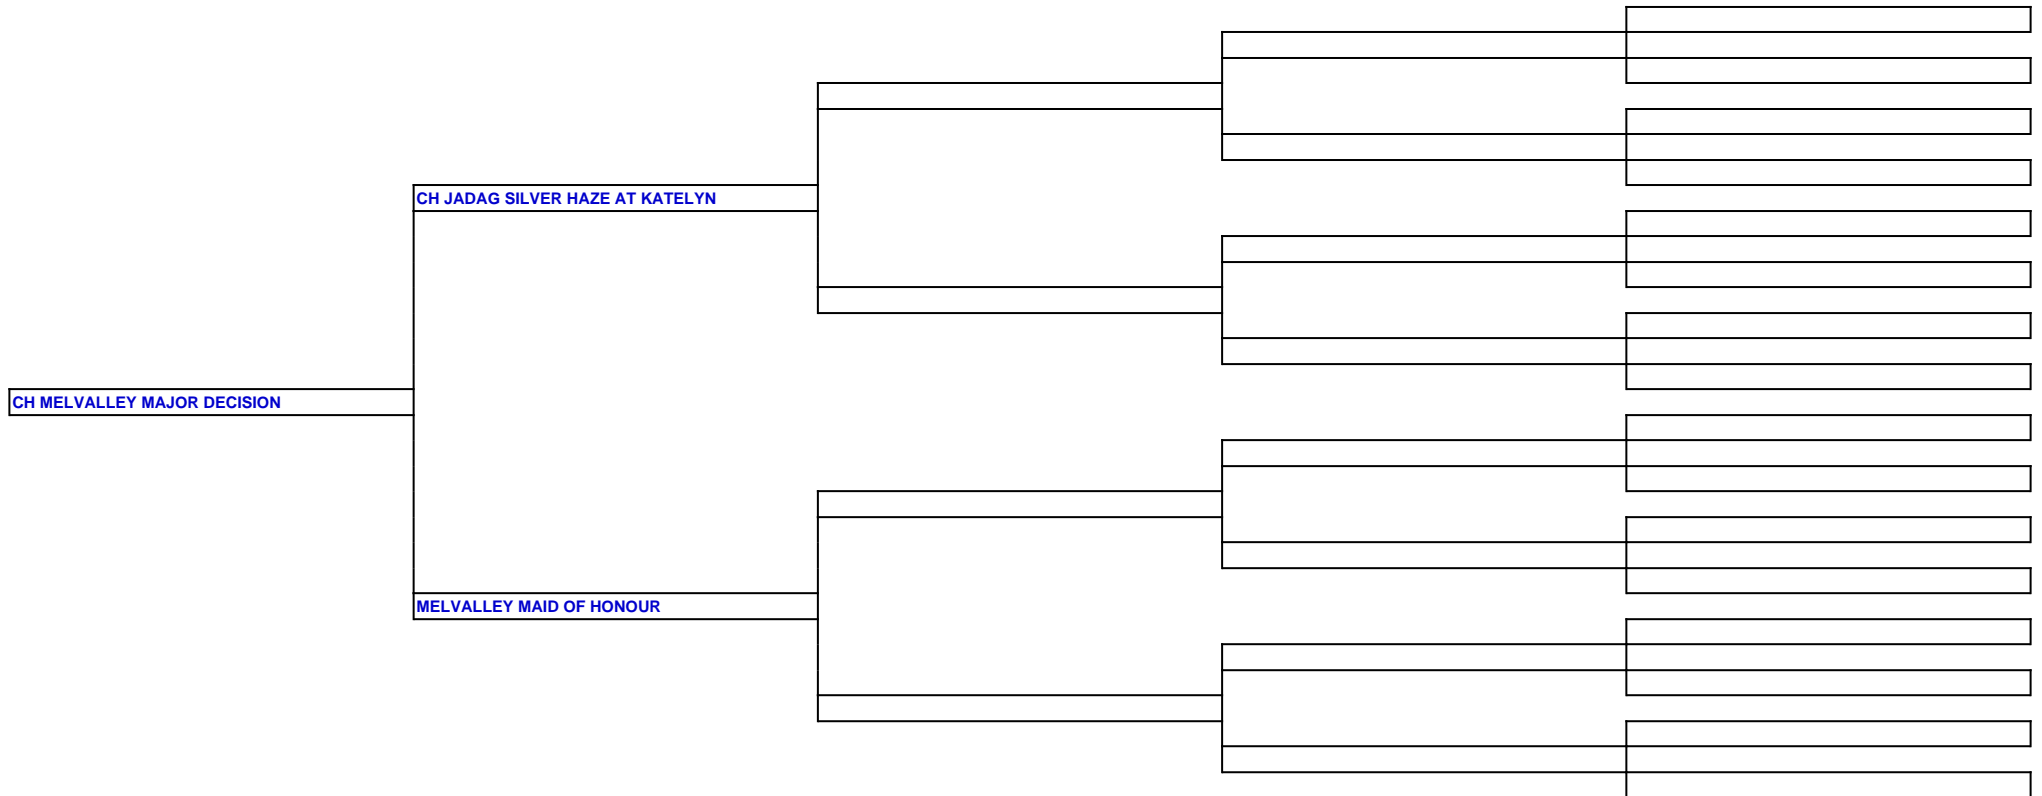 CH JADAG SILVER HAZE AT KATELYN
CH MELVALLEY MAJOR DECISION
MELVALLEY MAID OF HONOUR